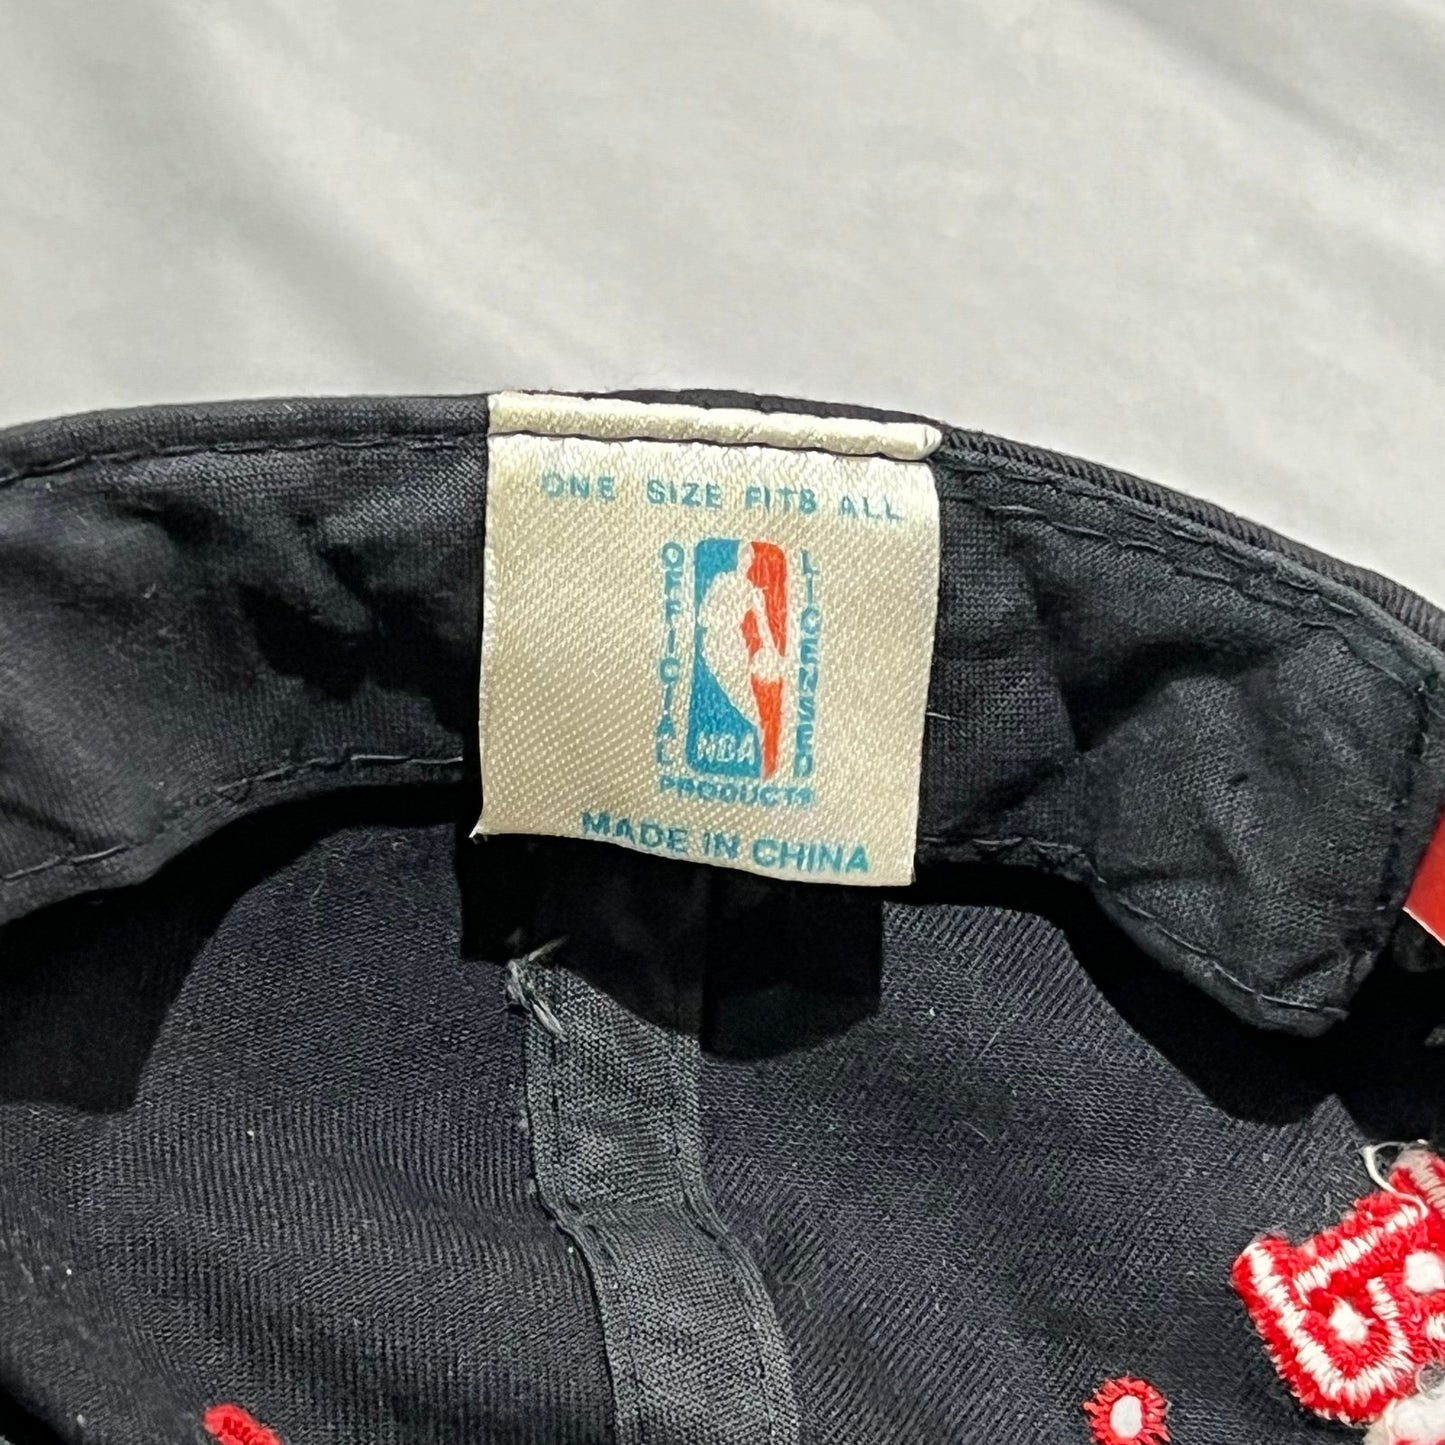 ONE SIZE FITS ALL
OFFICIAL
LICENSED
NBA
PRODUCTS
MADE IN CHINA